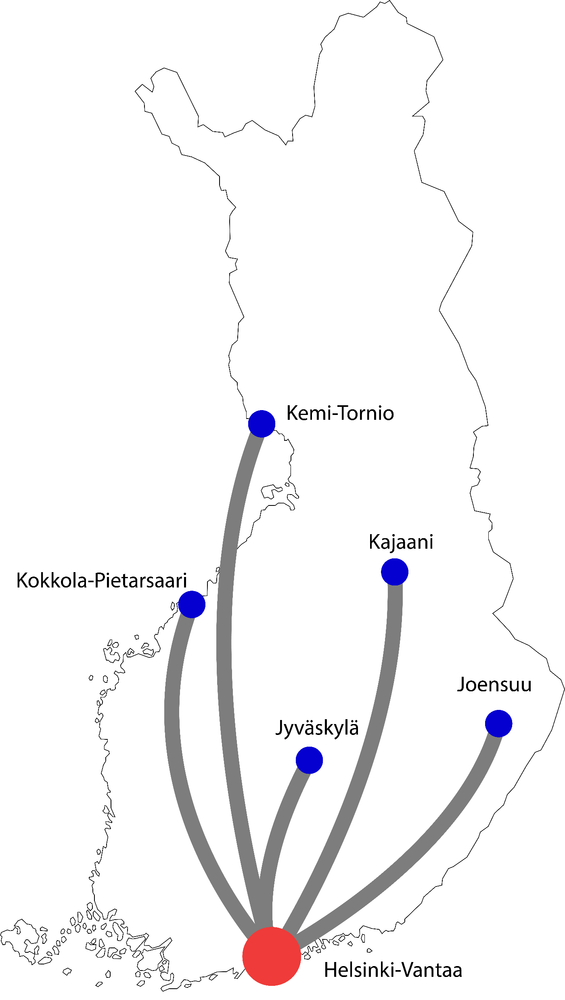 Kemi-Tornio
Kajaani
Kokkola-Pietarsaari
Joensuu
Jyväskylä
Helsinki-Vantaa